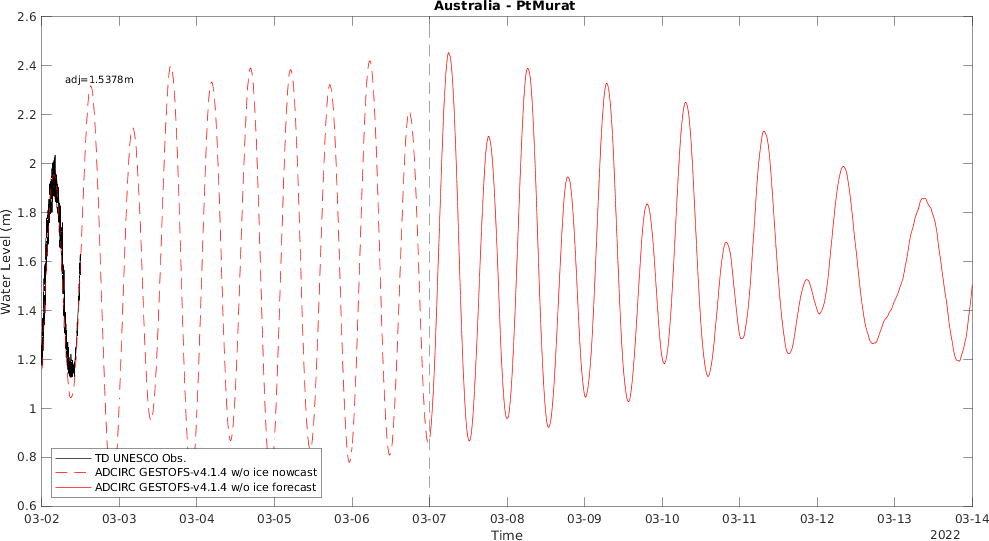 Australia - PtMurat
2.6
2.4
2.2
2
1.8
1.6
1.4
1.2
1
0.8
0.6
Water Level (m)
adj=1.5378m
TD UNESCO Obs.
ADCIRC GESTOFS-v4.1.4 w/o ice nowcast
ADCIRC GESTOFS-v4.1.4 w/o ice forecast
03-02 03-03 03-04 03-05 03-06 03-07 03-08 03-09 03-10 03-11 03-12 03-13 03-14
Time
2022